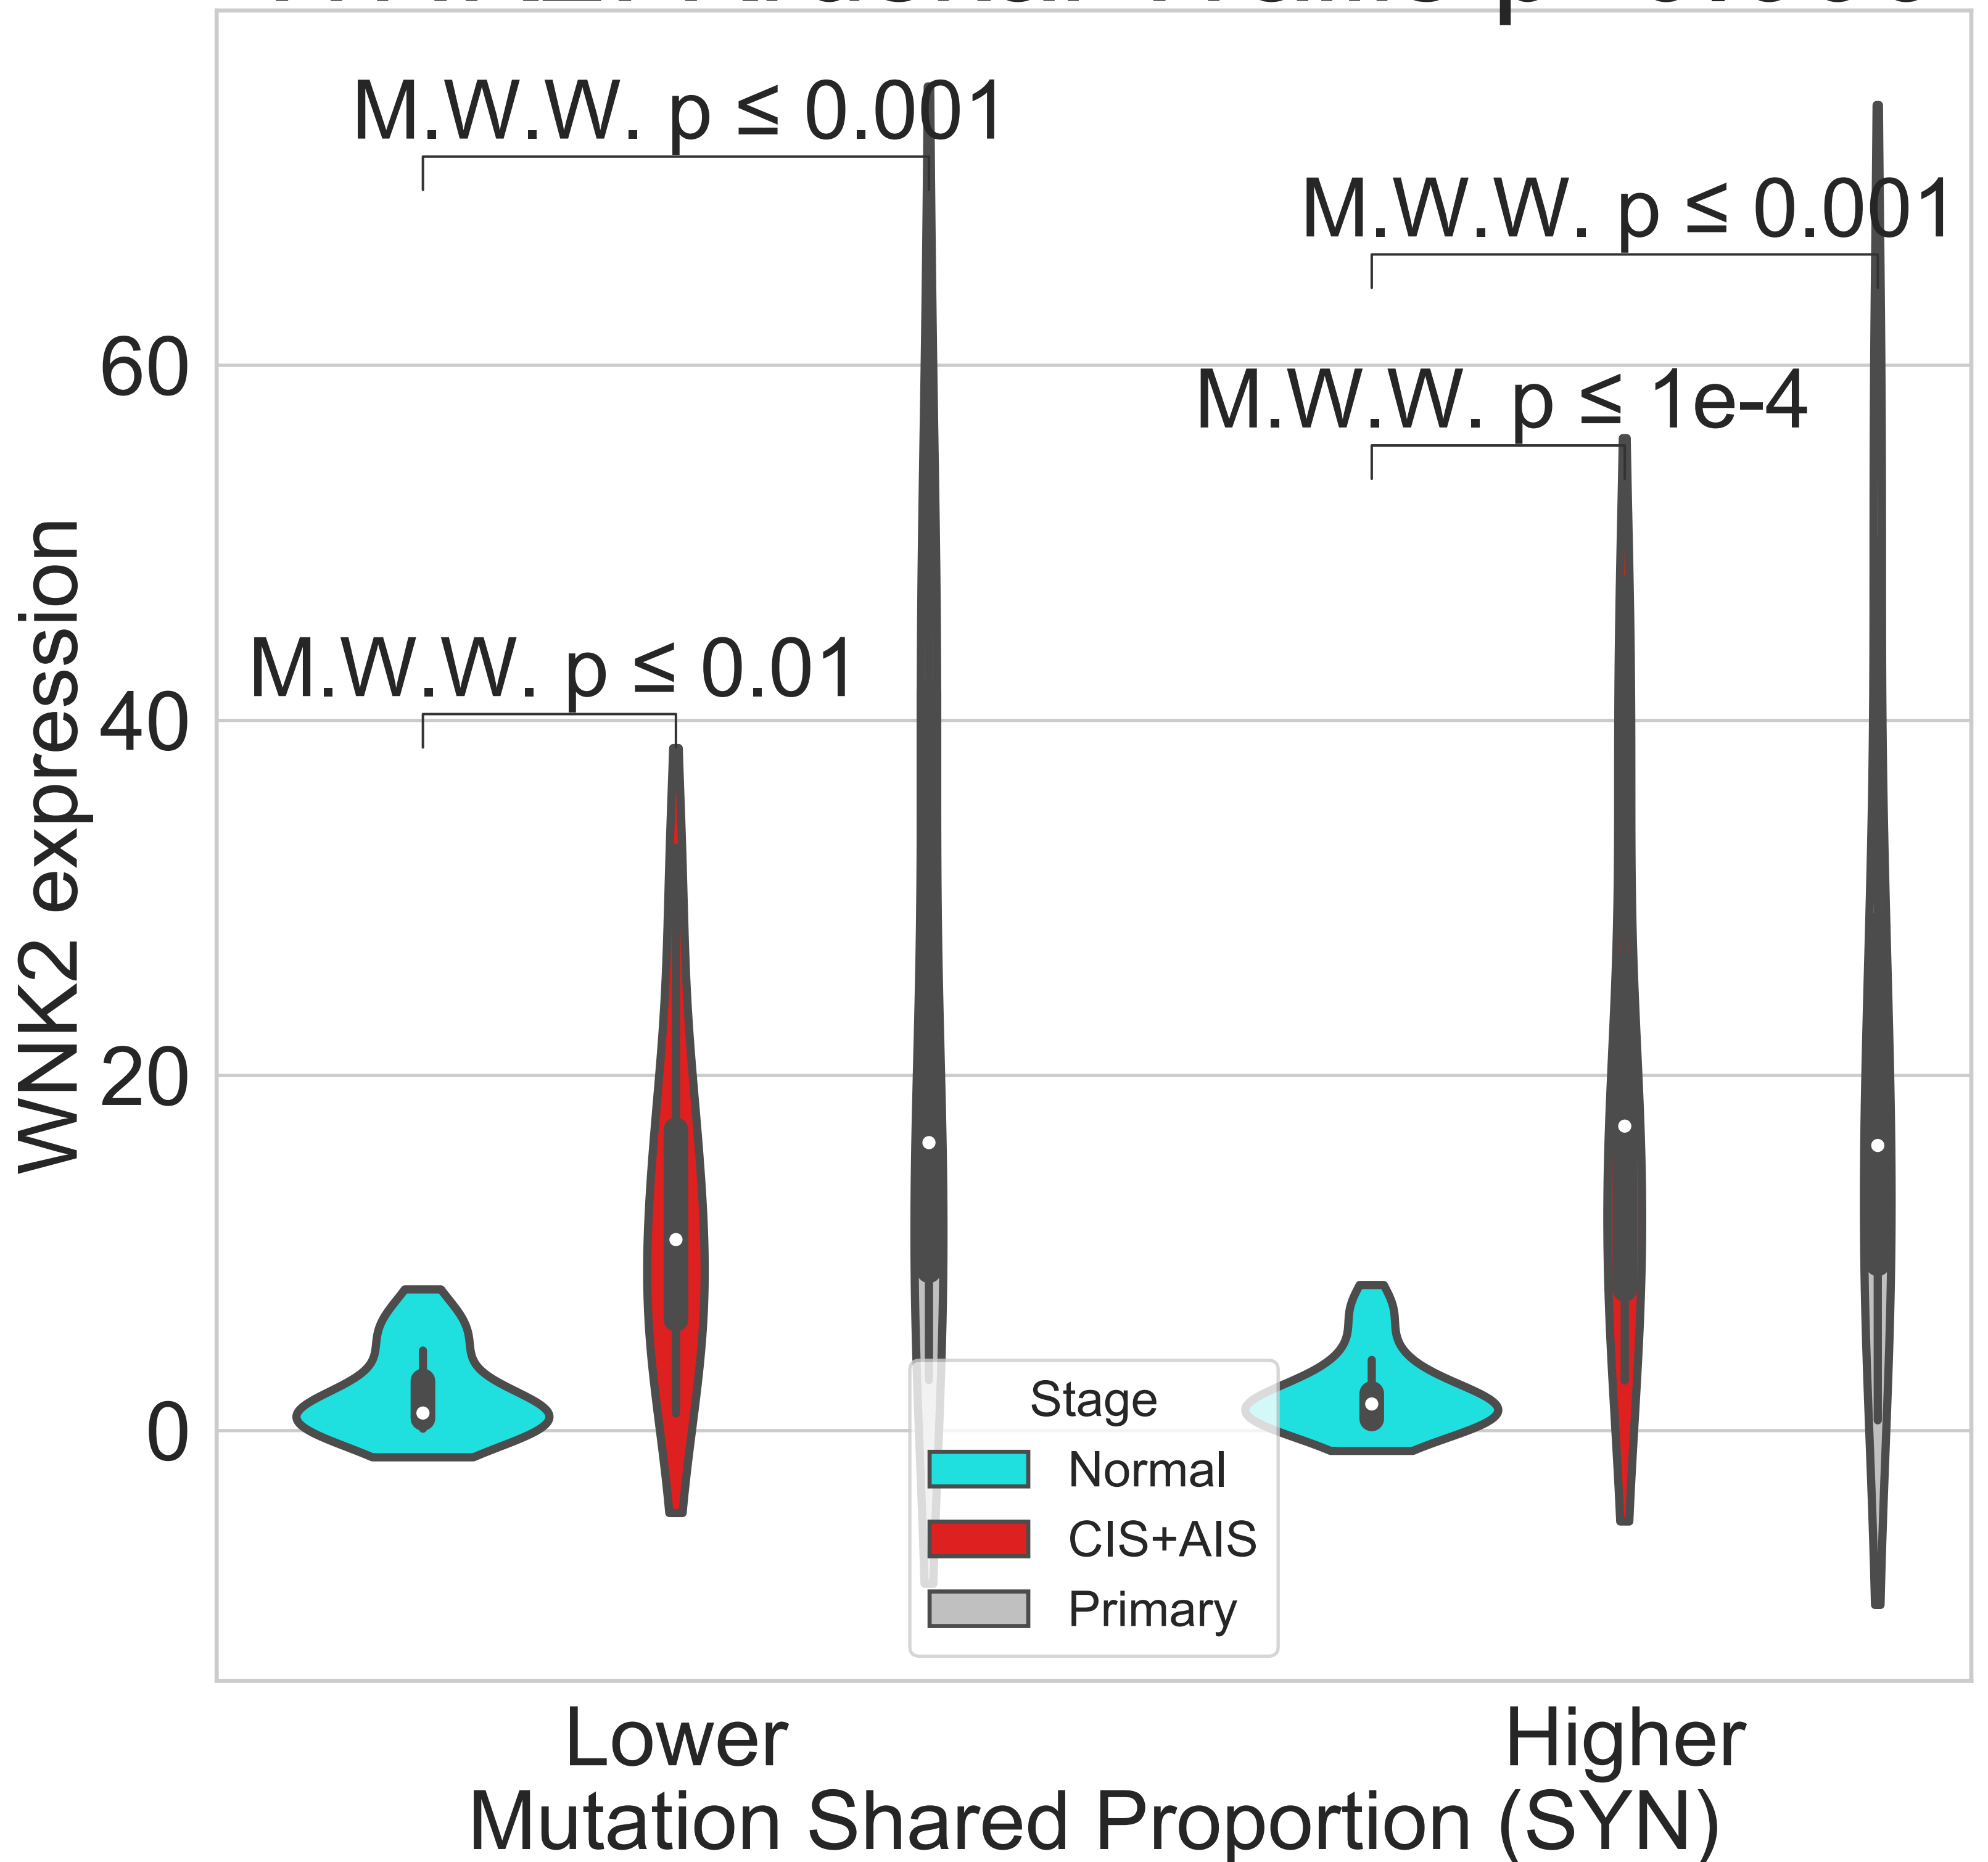 M.W.W. p ≤ 0.001
M.W.W. p ≤ 0.001
60
M.W.W. p ≤ 1e-4
M.W.W. p ≤ 0.01
40
WNK2 expression
20
0
Stage
Normal
CIS+AIS
Primary
Lower
Higher
Mutation Shared Proportion (SYN)